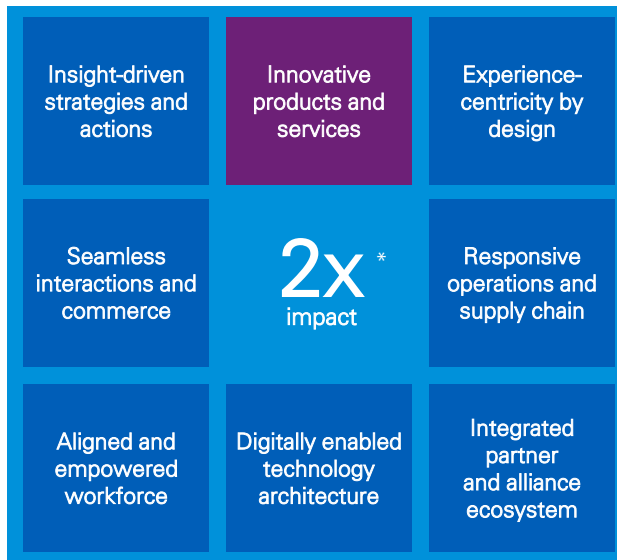 Insight-driven
strategies and
actions
Innovative
products and
services
Experience-
centricity by
design
Seamless
interactions and
commerce
2x *
impact
Responsive
operations and
supply chain
Aligned and
empowered
workforce
Digitally enabled
technology
architecture
Integrated
partner
and alliance
ecosystem